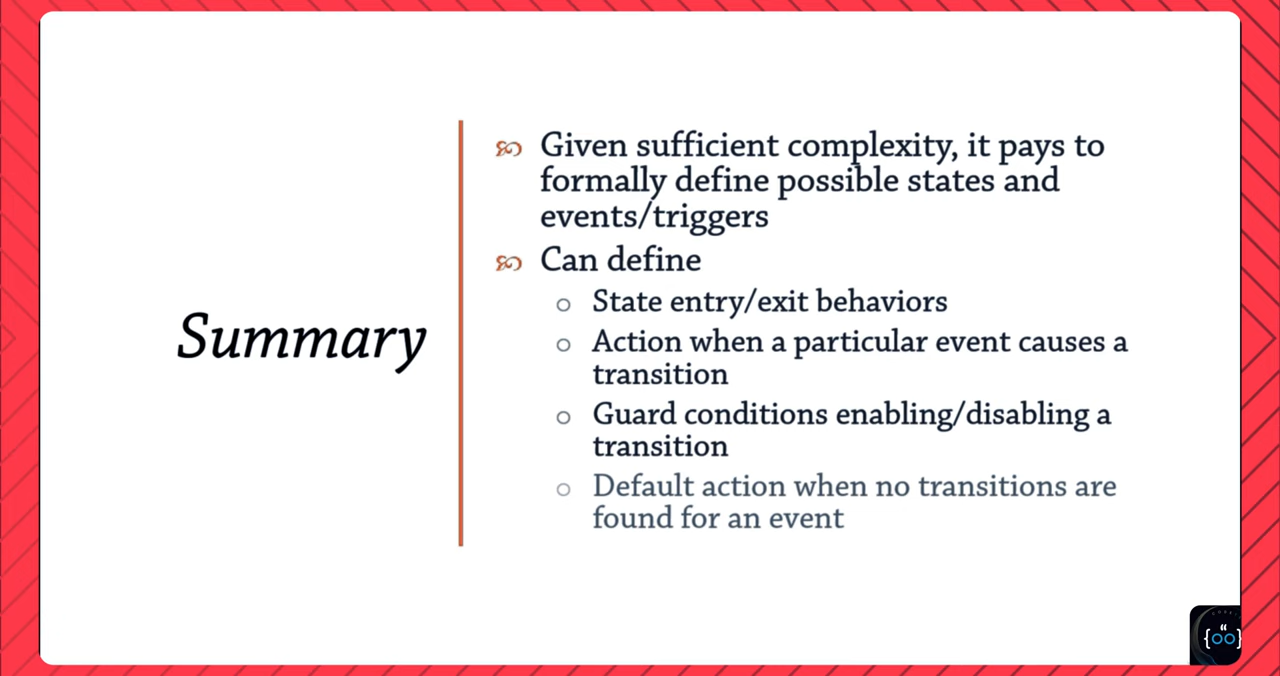 Summary
Given sufficient complexity, it pays to
formally define possible states and
events/triggers
Can define
State entry/exit behaviors
Action when a particular event causes a
transition
Guard conditions enabling/disabling a
transition
Default action when no transitions are
found for an event